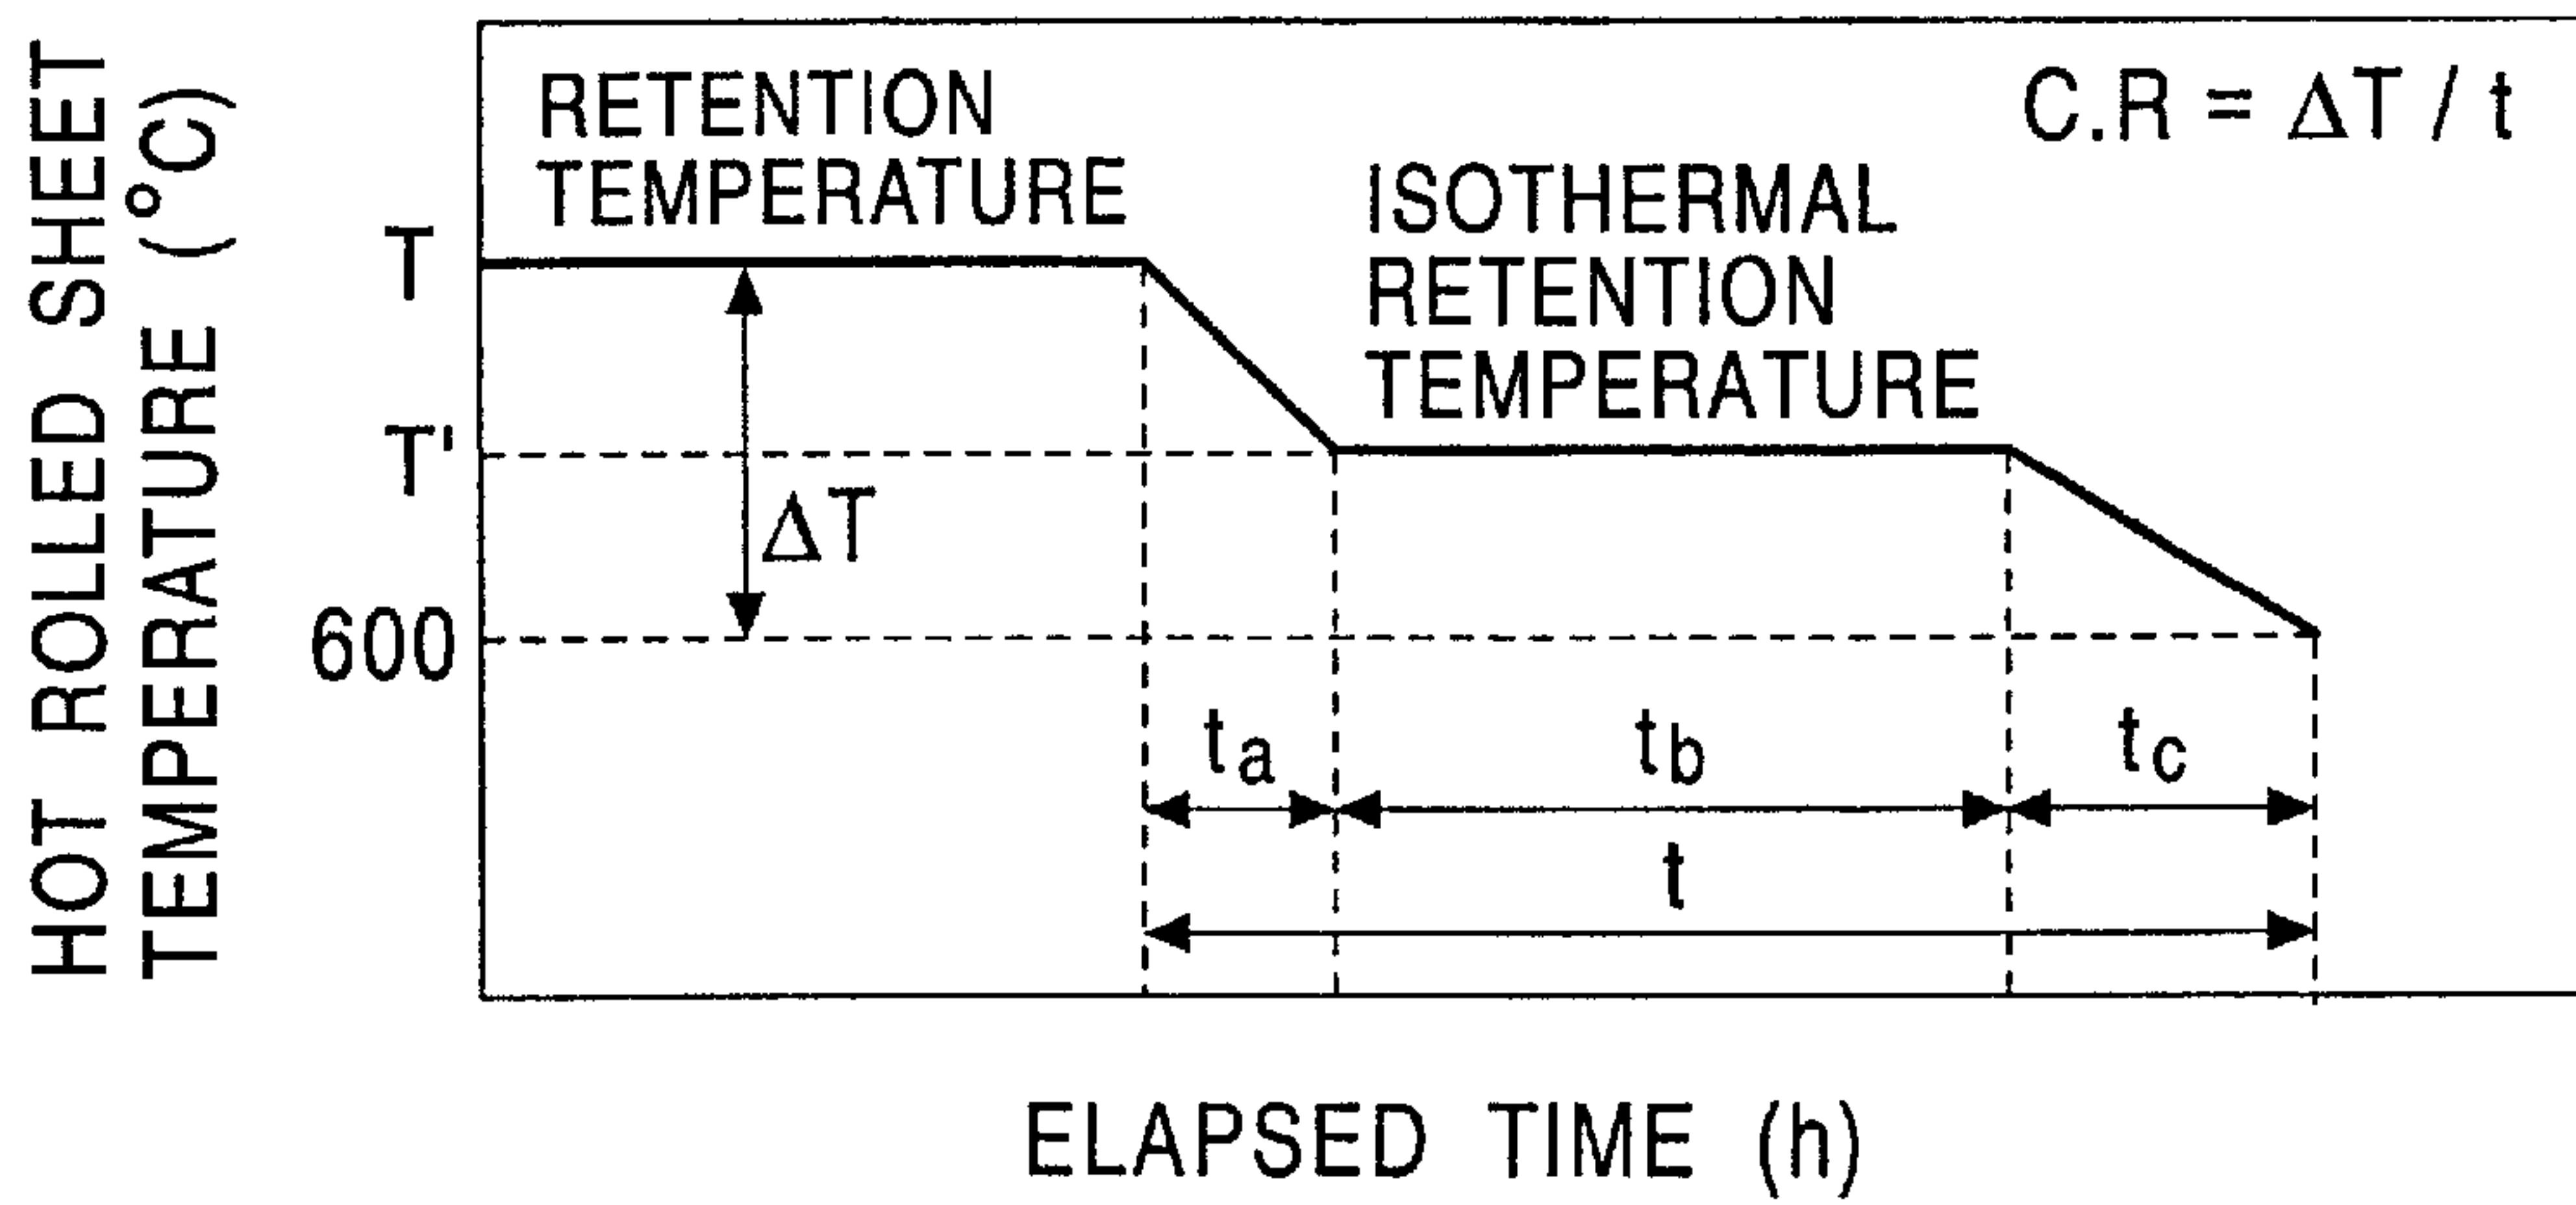 HOT ROLLED SHEET
TEMPERATURE (°C)
RETENTION
TEMPERATURE
C.R = ΔT / t
ISOTHERMAL
RETENTION
TEMPERATURE
T
T'
ΔT
600
ta
tb
tc
t
ELAPSED TIME (h)